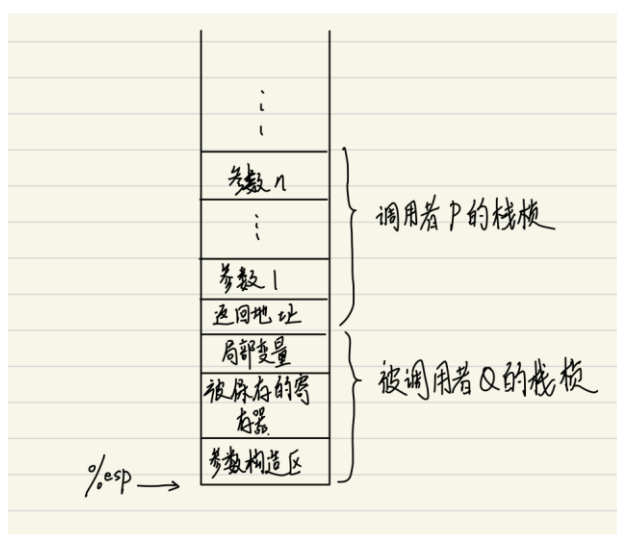 参数n
调用者P的栈桢
参数1
返回地址
局部变量
被保存的寄
存器
被调用者Q的栈桢
参数构造区
%esp